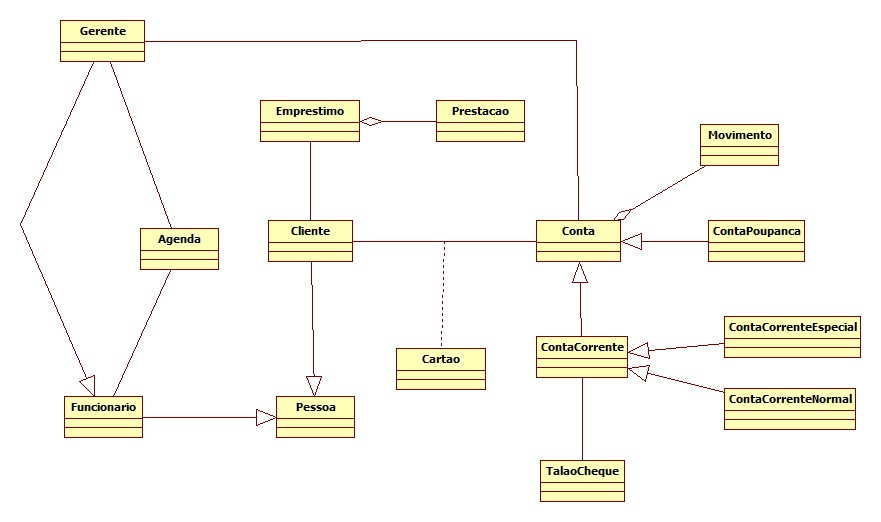 Gerente
Emprestimo
Prestacao
Movimento
Agenda
Cliente
Conta
ContaPoupanca
ContaCorrente
ContaCorrenteEspecial
Cartao
Funcionario
Pessoa
ContaCorrenteNormal
TalaoCheque